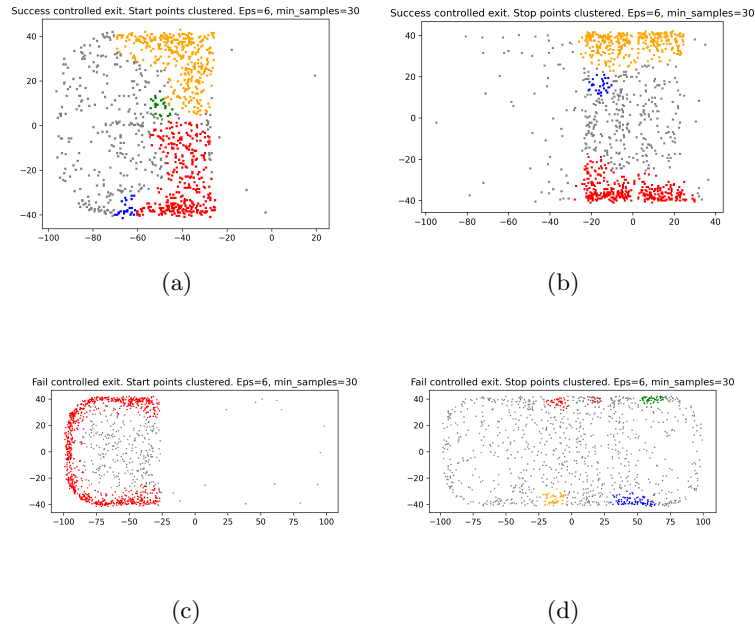 Success controlled exit. Start points clustered. Eps=6, min_samples=30
40
20
0
−20
−40
−100 −80 −60 −40 −20 0 20
(a)
Success controlled exit. Stop points clustered. Eps=6, min_samples=30
40
20
0
−20
−40
−100 −80 −60 −40 −20 0 20 40
(b)
Fail controlled exit. Start points clustered. Eps=6, min_samples=30
40
20
0
−20
−40
−100 −75 −50 −25 0 25 50 75 100
(c)
Fail controlled exit. Stop points clustered. Eps=6, min_samples=30
40
20
0
−20
−40
−100 −75 −50 −25 0 25 50 75 100
(d)